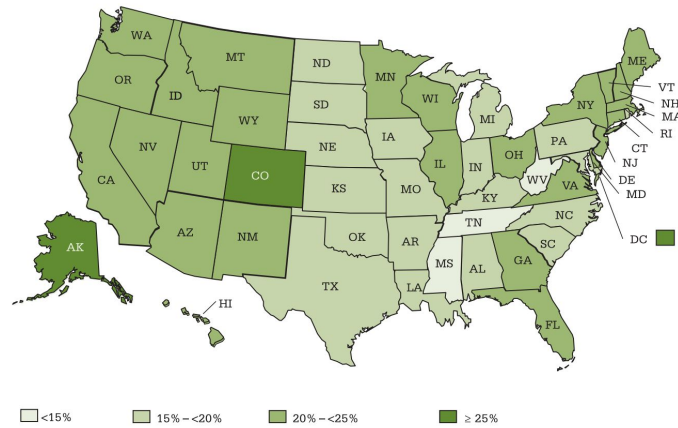 WA
MT
ND
ME
OR
MN
VT
ID
SD
WI
NY
NH
MA
WY
MI
RI
IA
PA
CT
NV
NE
NJ
UT
IL
IN
OH
DE
CA
CO
WV
MD
KS
MO
VA
KY
NC
DC
AZ
NM
OK
TN
AR
SC
AK
MS
AL
GA
TX
LA
HI
FL
<15%
15%–<20%
20%–<25%
≥ 25%